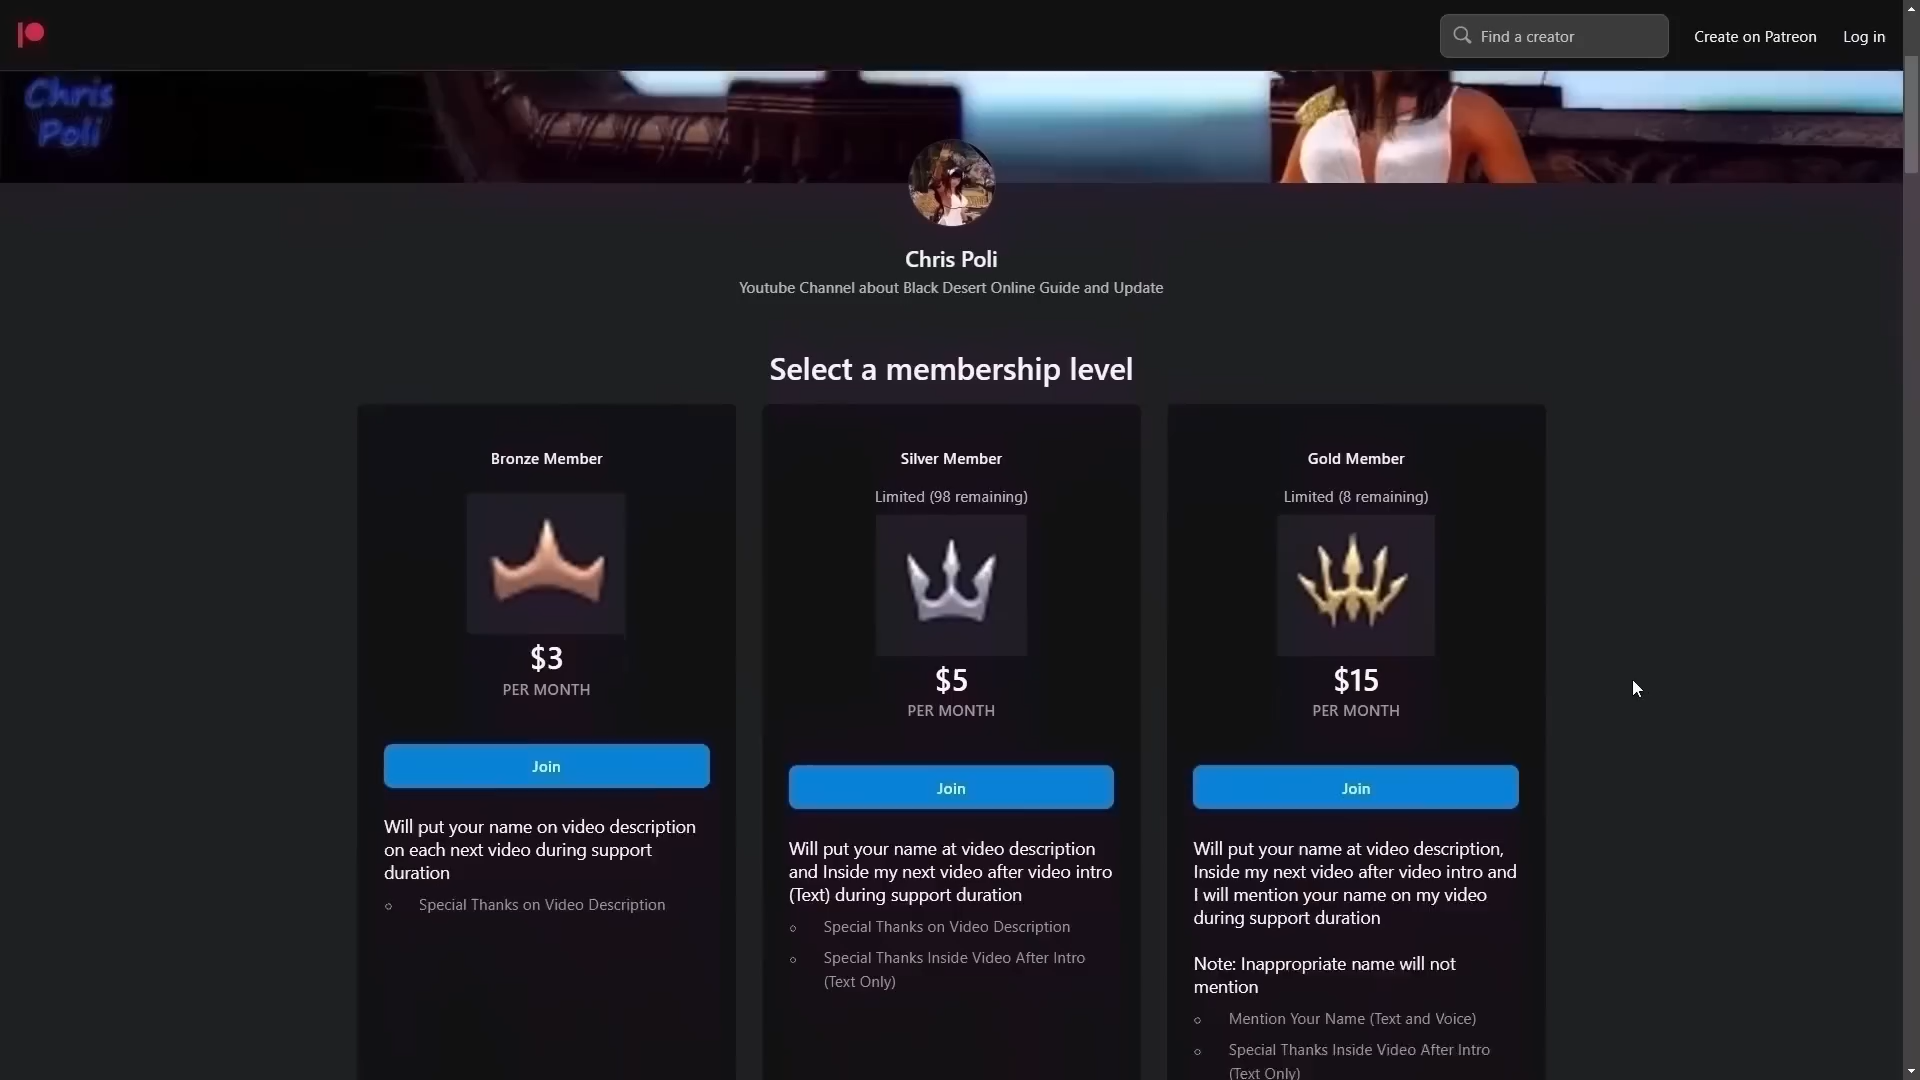 Find a creator
Create on Patreon
Log in
Chris
Poli
Chris Poli
Youtube Channel about Black Desert Online Guide and Update
Select a membership level
Bronze Member
$3
PER MONTH
Join
Will put your name on video description
on each next video during support
duration
Special Thanks on Video Description
Silver Member
Limited (98 remaining)
$5
PER MONTH
Join
Will put your name at video description
and Inside my next video after video intro
(Text) during support duration
Special Thanks on Video Description
Special Thanks Inside Video After Intro
(Text Only)
Gold Member
Limited (8 remaining)
$15
PER MONTH
Join
Will put your name at video description,
Inside my next video after video intro and
I will mention your name on my video
during support duration
Note: Inappropriate name will not
mention
Mention Your Name (Text and Voice)
Special Thanks Inside Video After Intro
(Text Only)